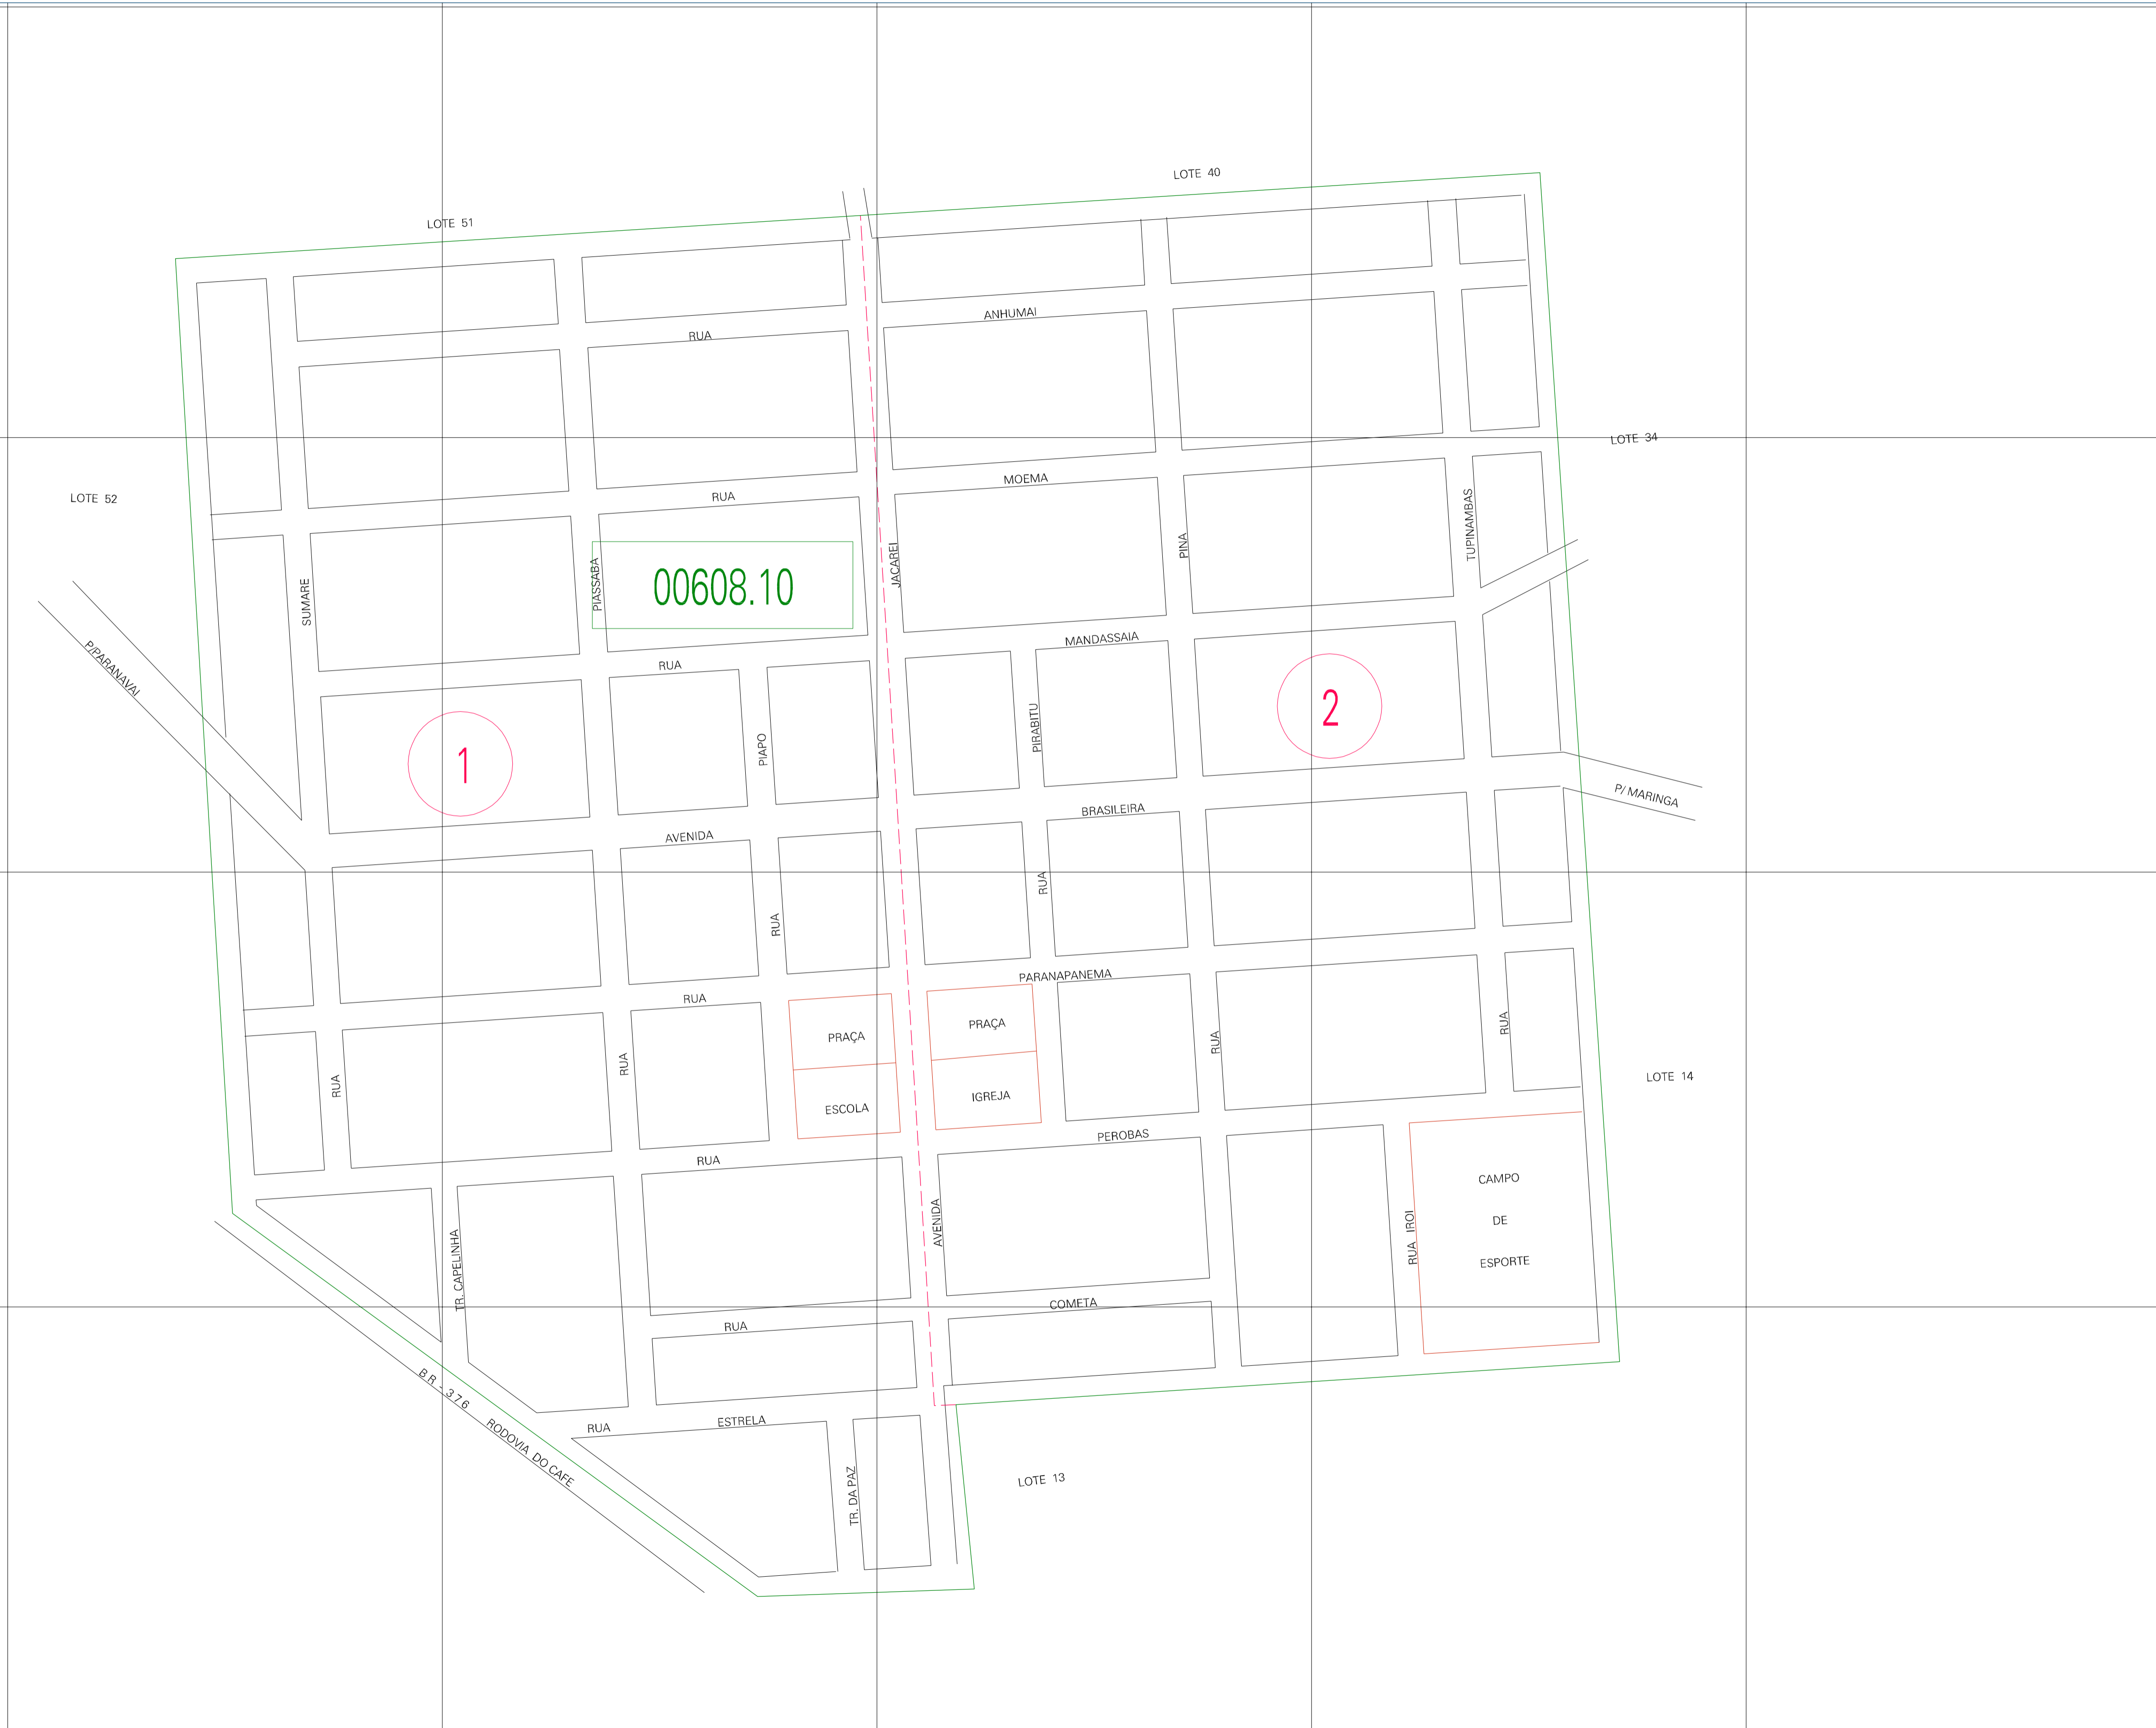 LOTE 40
LOTE 51
RUA ANHUMAI
LOTE 34
LOTE 52
RUA MOEMA
SUMARE
PIASSABA
00608.10
JACAREI
PINA
TUPINAMBAS
P/PARANAVAI
RUA MANDASSAIA
1
PIAPO
PIRABITU
2
P/ MARINGA
AVENIDA BRASILEIRA
RUA
RUA
RUA PARANAPANEMA
RUA
RUA
PRAÇA
PRAÇA
RUA
RUA
ESCOLA
IGREJA
LOTE 14
RUA PEROBAS
TR. CAPELINHA
AVENIDA
RUA IROI
CAMPO
DE
ESPORTE
RUA COMETA
BR-376 RODOVIA DO CAFE
RUA ESTRELA
TR. DA PAZ
LOTE 13